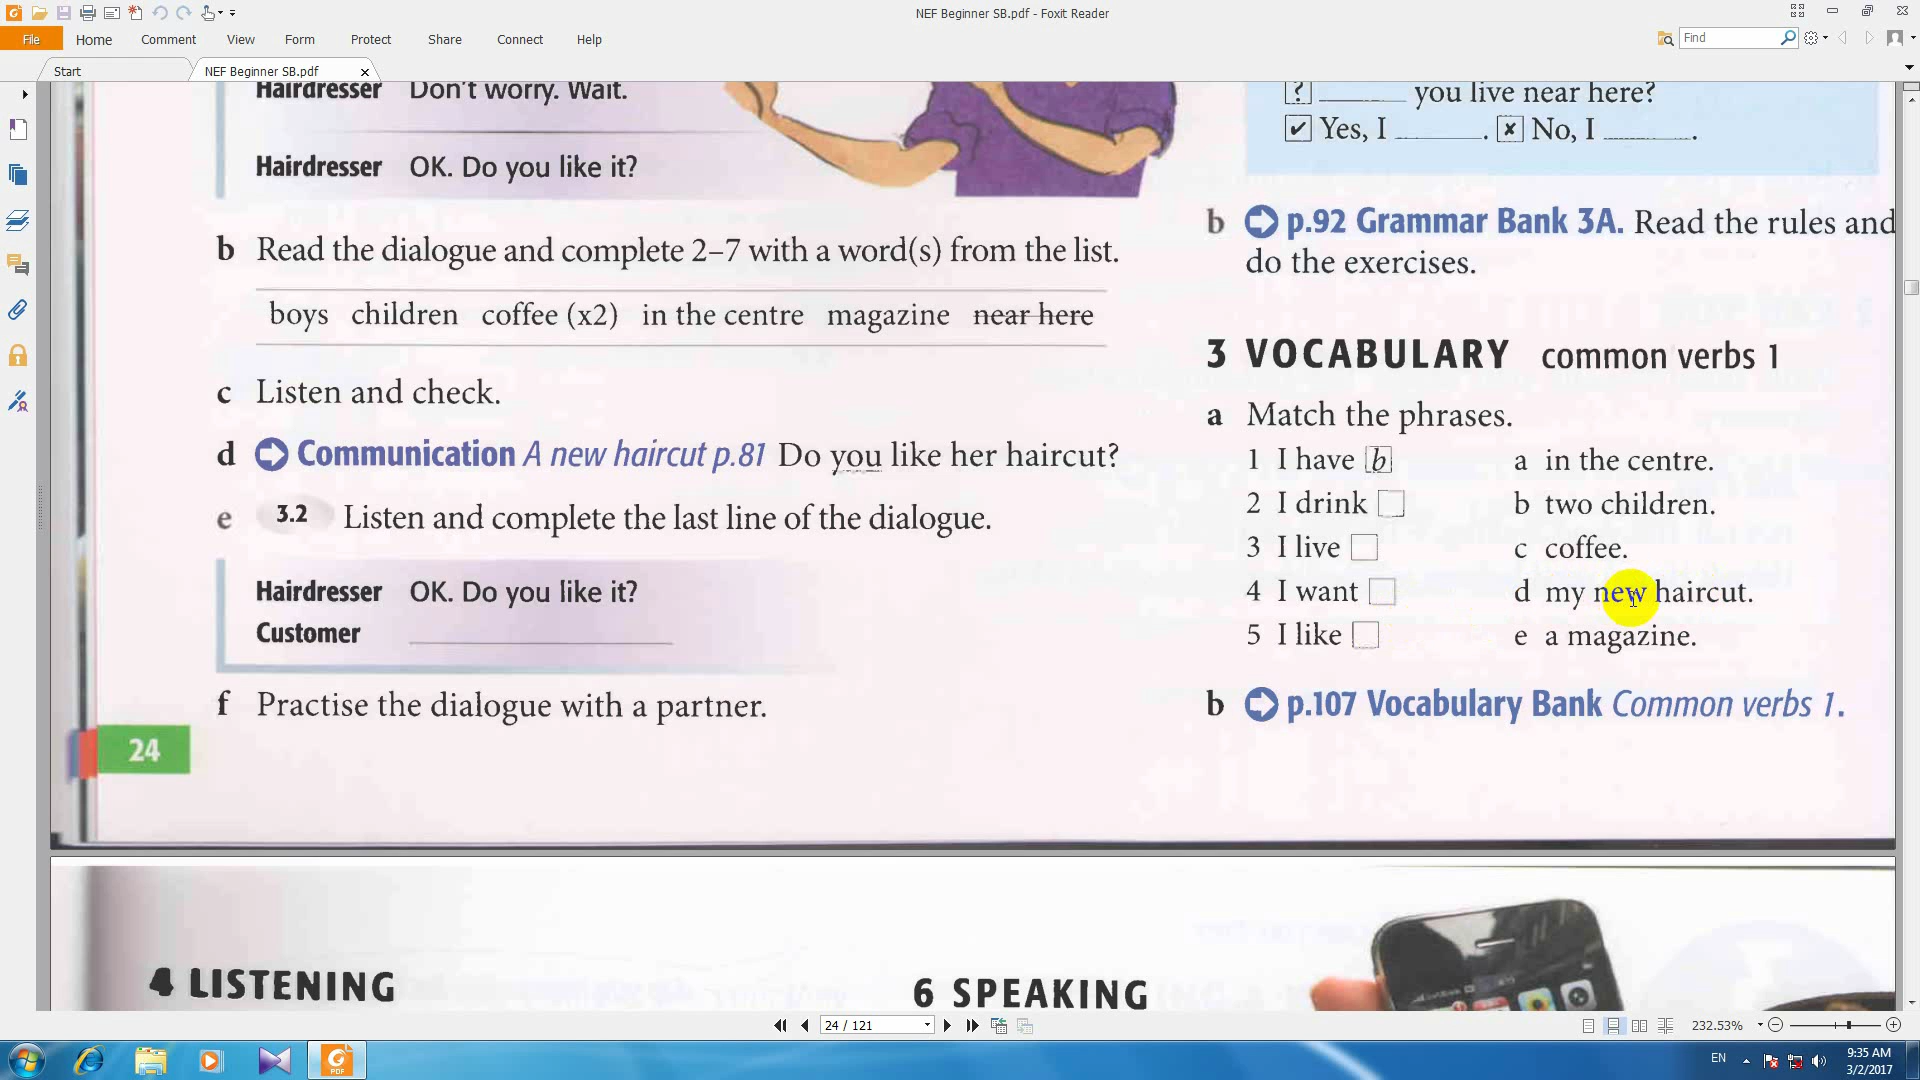 NEF Beginner SB.pdf - Foxit Reader
File Home Comment View Form Protect Share Connect Help
Find
Start
NEF Beginner SB.pdf
Hairdresser Don't worry. Wait.
Hairdresser OK. Do you like it?
b Read the dialogue and complete 2–7 with a word(s) from the list.
boys children coffee (x2) in the centre magazine near here
c Listen and check.
d Communication A new haircut p.81 Do you like her haircut?
e 3.2 Listen and complete the last line of the dialogue.
Hairdresser OK. Do you like it?
Customer
f Practise the dialogue with a partner.
24
? ______ you live near here?
✔ Yes, I ______. ✘ No, I ______.
b p.92 Grammar Bank 3A. Read the rules and
do the exercises.
3 VOCABULARY common verbs 1
a Match the phrases.
1 I have b a in the centre.
2 I drink b two children.
3 I live c coffee.
4 I want d my new haircut.
5 I like e a magazine.
b p.107 Vocabulary Bank Common verbs 1.
4 LISTENING
6 SPEAKING
24 / 121
232.53%
PDF
EN
9:35 AM
3/2/2017